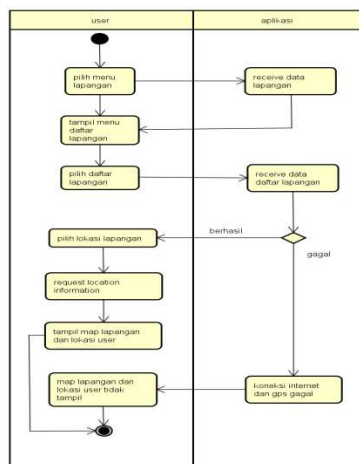 user
aplikasi
pilih menu
lapangan
receive data
lapangan
tampil menu
daftar
lapangan
pilih daftar
lapangan
receive data
daftar lapangan
berhasil
pilih lokasi lapangan
gagal
request location
information
tampil map lapangan
dan lokasi user
map lapangan dan
lokasi user tidak
tampil
koneksi internet
dan gps gagal